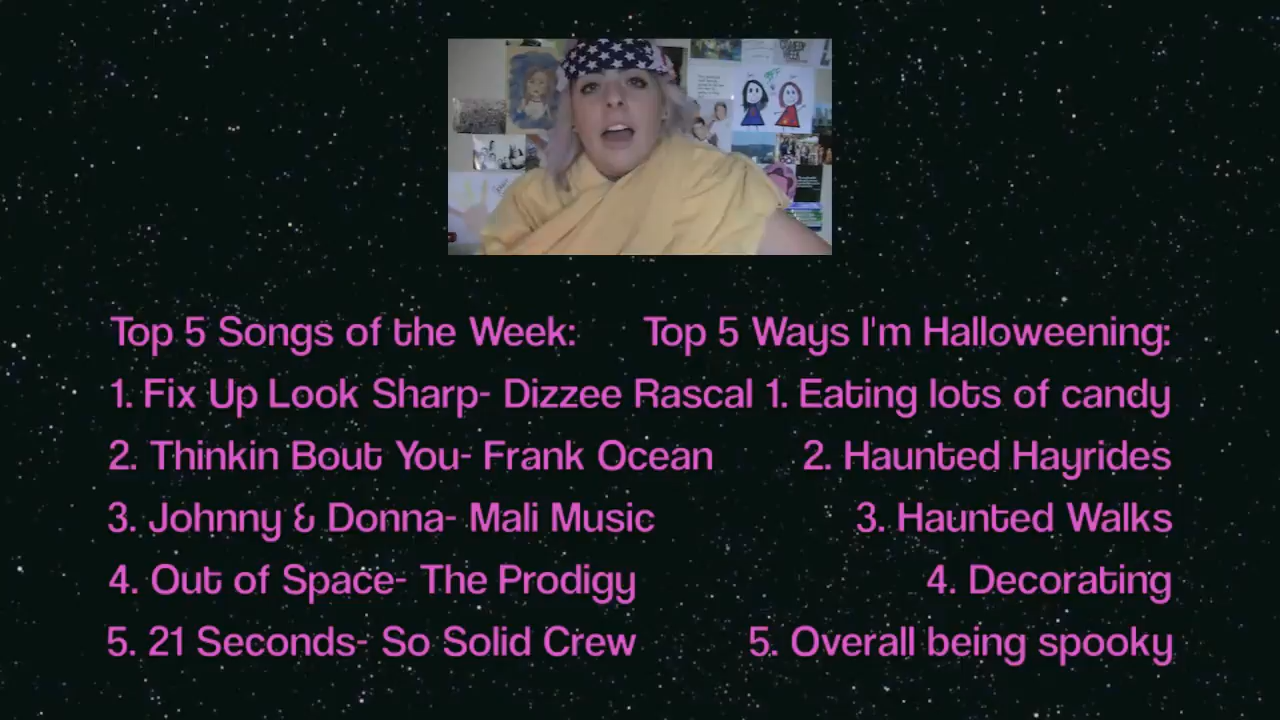 Top 5 Songs of the Week:
1. Fix Up Look Sharp- Dizzee Rascal
2. Thinkin Bout You- Frank Ocean
3. Johnny & Donna- Mali Music
4. Out of Space- The Prodigy
5. 21 Seconds- So Solid Crew
Top 5 Ways I'm Halloweening:
1. Eating lots of candy
2. Haunted Hayrides
3. Haunted Walks
4. Decorating
5. Overall being spooky